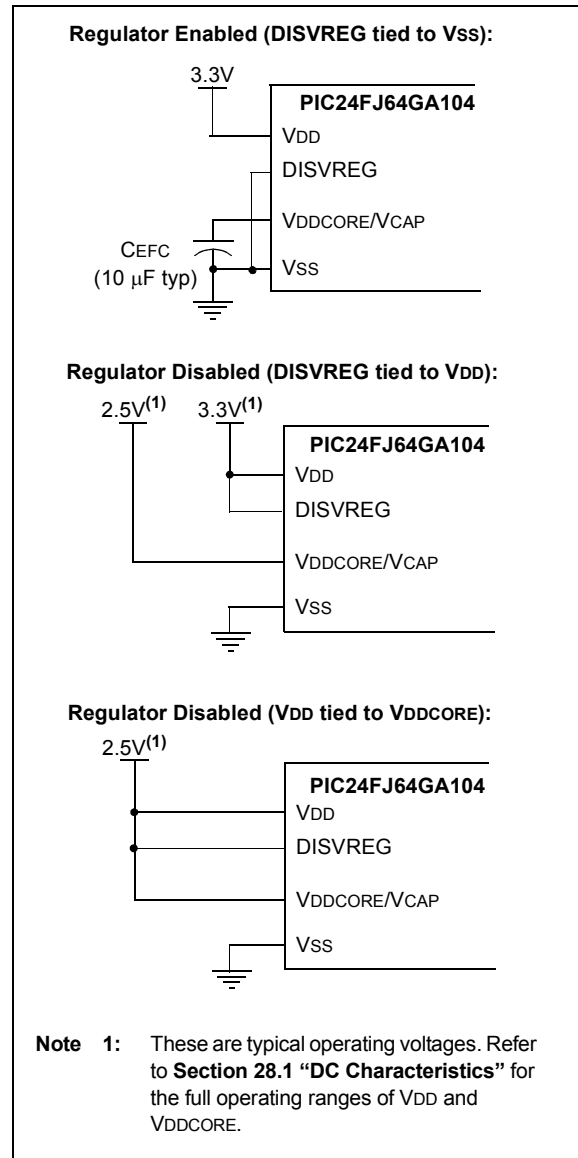 Regulator Enabled (DISVREG tied to VSS):
3.3V
PIC24FJ64GA104
VDD
DISVREG
VDDCORE/VCAP
CEFC
(10 μF typ)
VSS
Regulator Disabled (DISVREG tied to VDD):
2.5V(1) 3.3V(1)
PIC24FJ64GA104
VDD
DISVREG
VDDCORE/VCAP
VSS
Regulator Disabled (VDD tied to VDDCORE):
2.5V(1)
PIC24FJ64GA104
VDD
DISVREG
VDDCORE/VCAP
VSS
Note 1: These are typical operating voltages. Refer
to Section 28.1 “DC Characteristics” for
the full operating ranges of VDD and
VDDCORE.